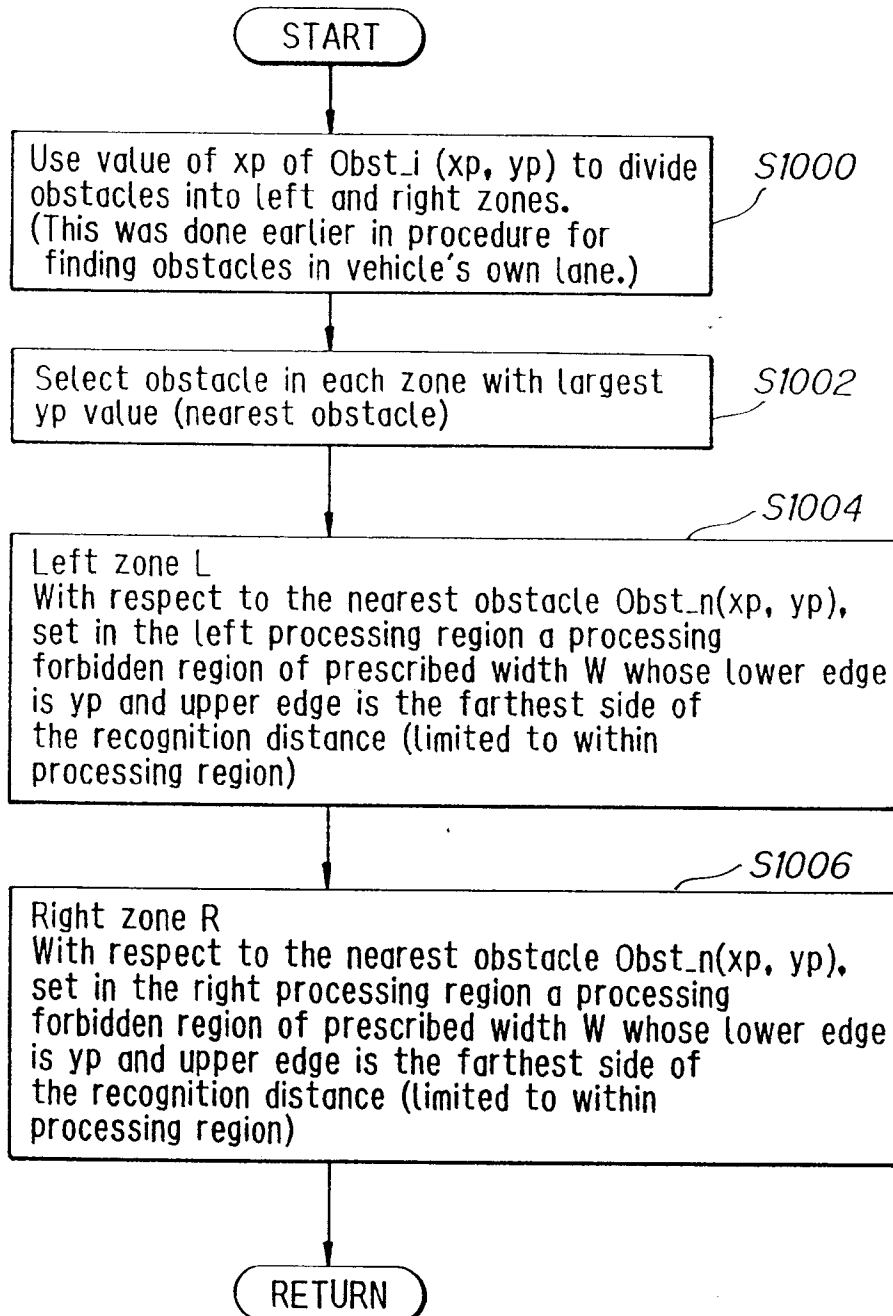 START
Use value of xp of Obst_i (xp, yp) to divide
obstacles into left and right zones.
(This was done earlier in procedure for
finding obstacles in vehicle's own lane.)
S1000
Select obstacle in each zone with largest
yp value (nearest obstacle)
S1002
S1004
Left zone L
With respect to the nearest obstacle Obst_n(xp, yp),
set in the left processing region a processing
forbidden region of prescribed width W whose lower edge
is yp and upper edge is the farthest side of
the recognition distance (limited to within
processing region)
S1006
Right zone R
With respect to the nearest obstacle Obst_n(xp, yp),
set in the right processing region a processing
forbidden region of prescribed width W whose lower edge
is yp and upper edge is the farthest side of
the recognition distance (limited to within
processing region)
RETURN